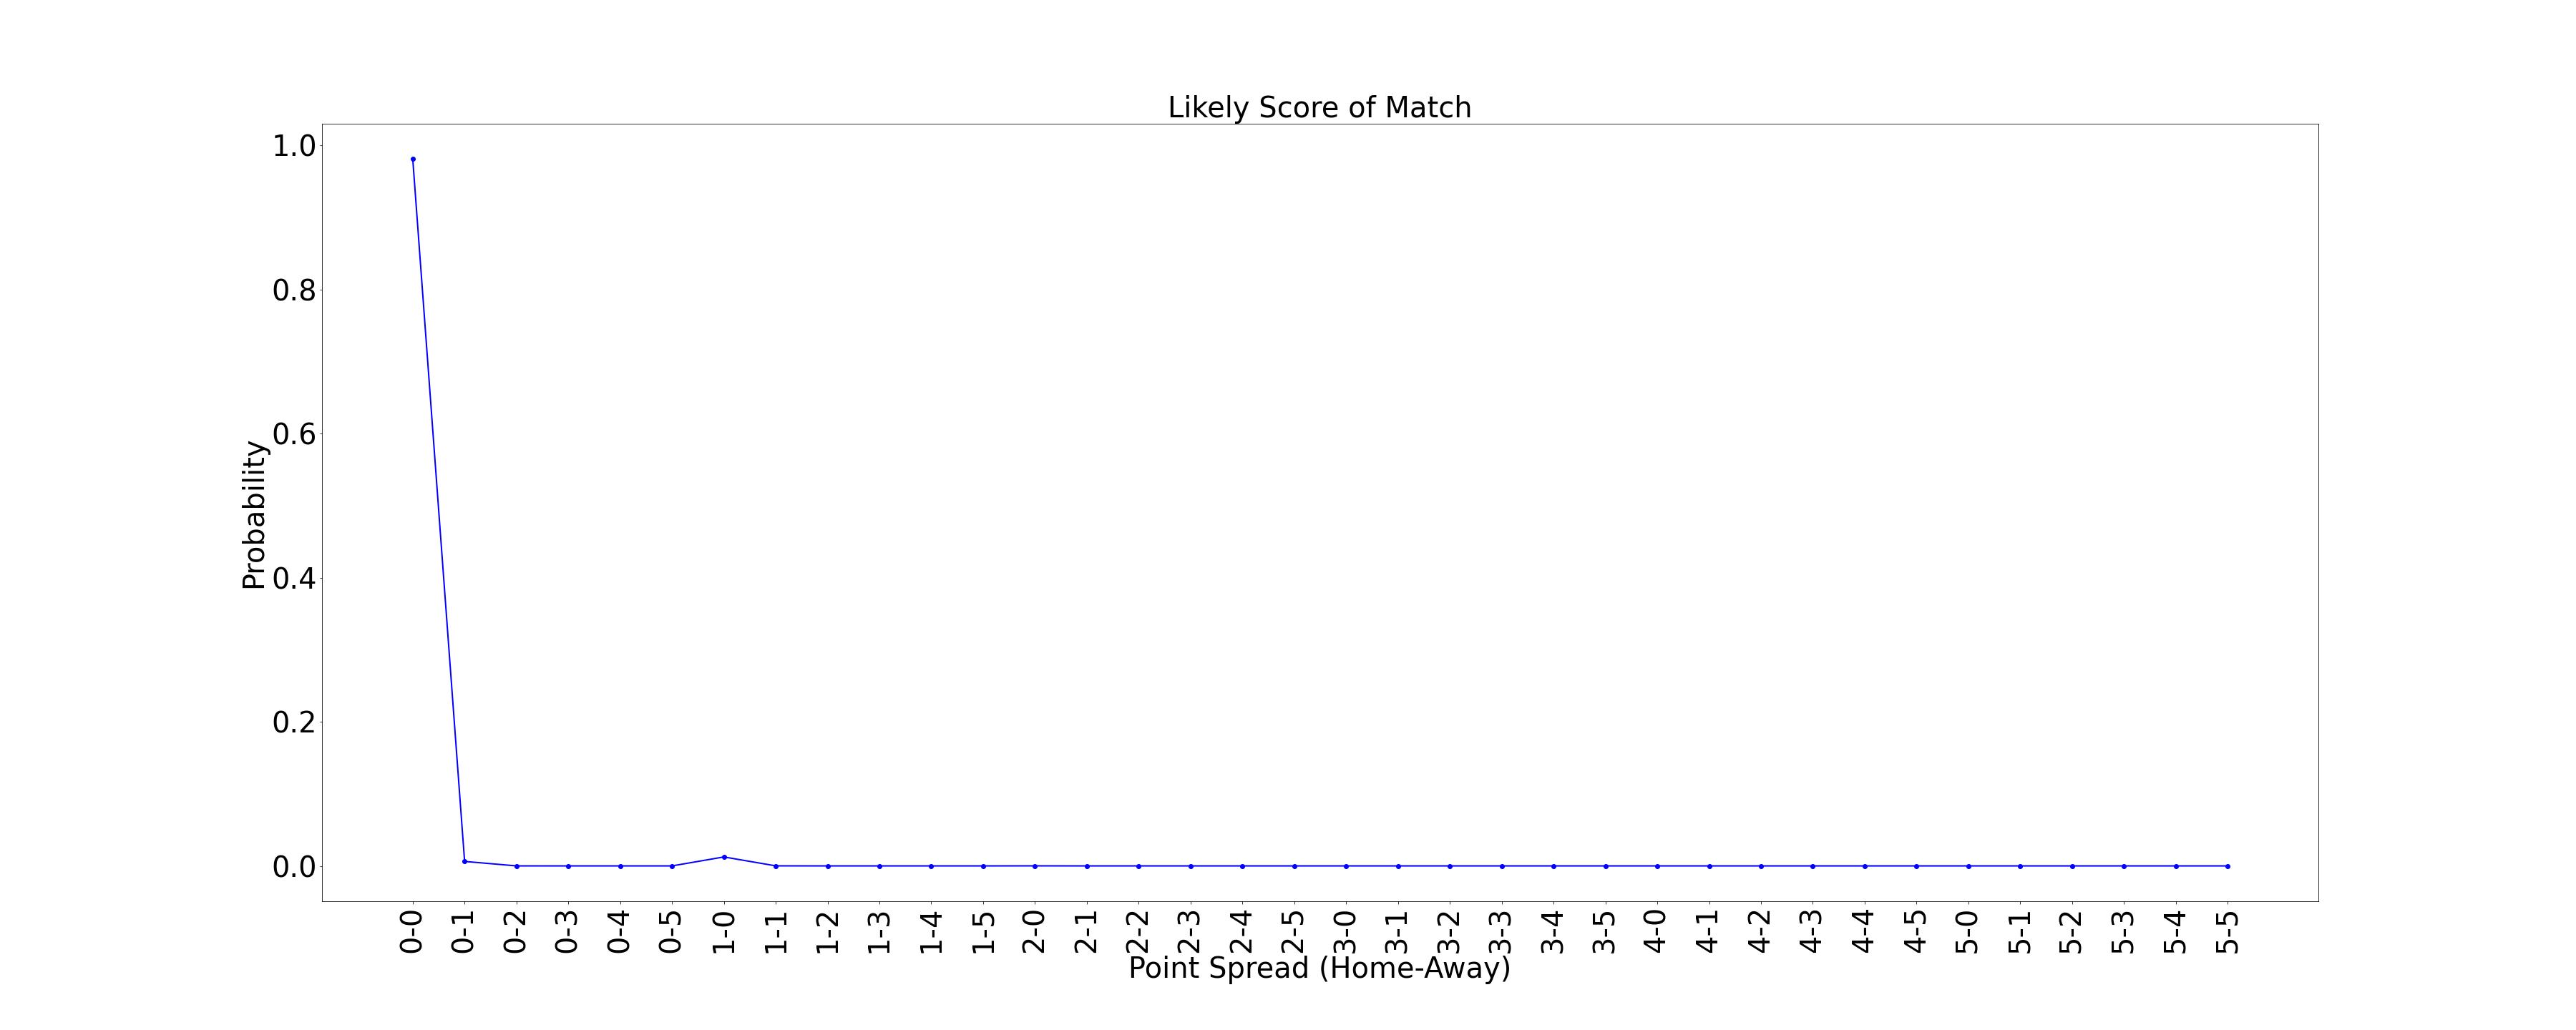 Likely Score of Match
1.0
0.8
0.6
0.4
0.2
0.0
Probability
0-0 0-1 0-2 0-3 0-4 0-5 1-0 1-1 1-2 1-3 1-4 1-5 2-0 2-1 2-2 2-3 2-4 2-5 3-0 3-1 3-2 3-3 3-4 3-5 4-0 4-1 4-2 4-3 4-4 4-5 5-0 5-1 5-2 5-3 5-4 5-5
Point Spread (Home-Away)